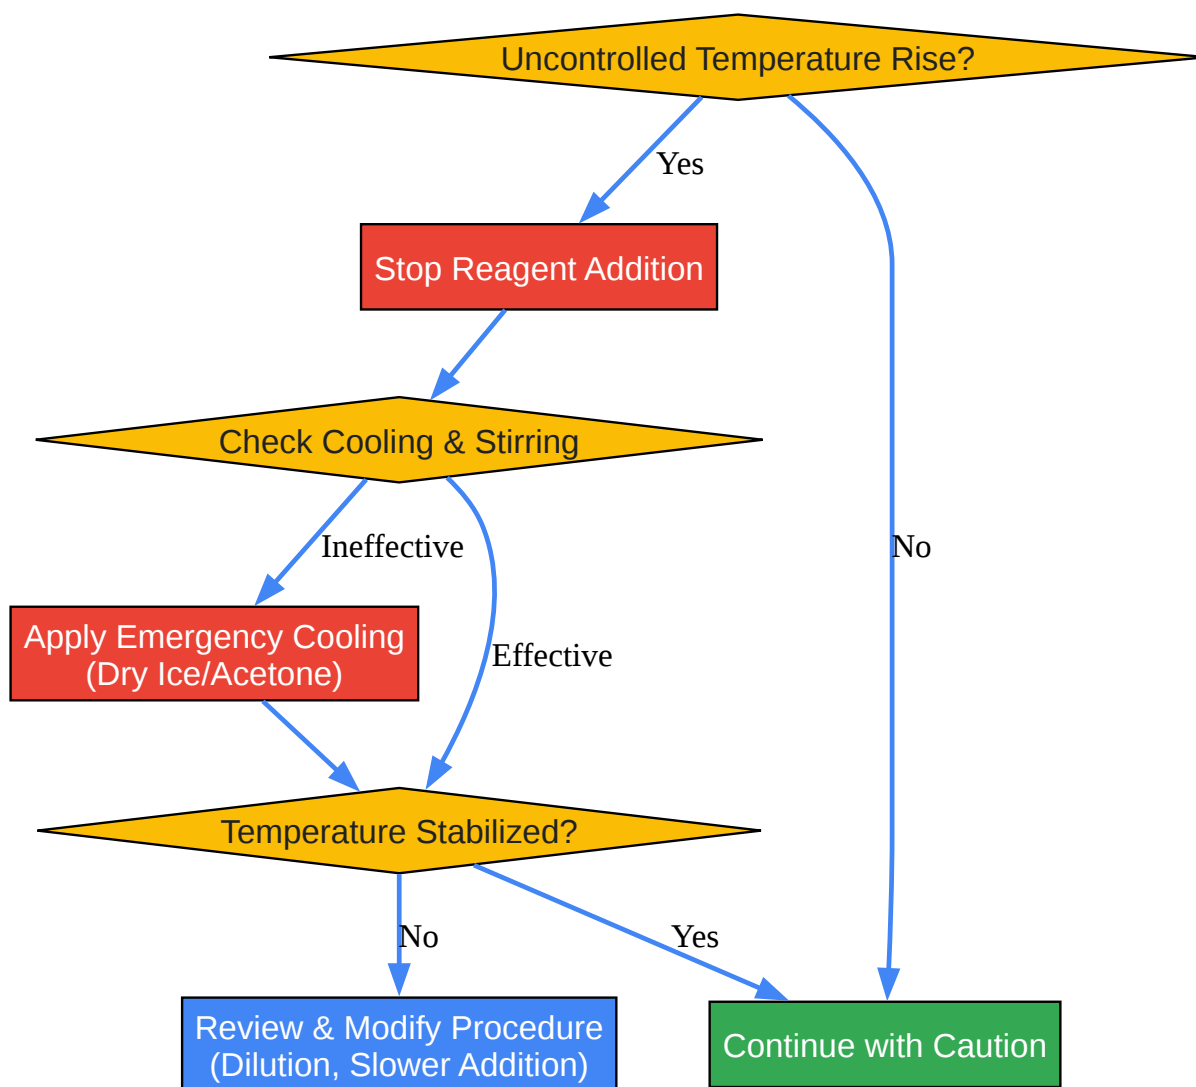 Uncontrolled Temperature Rise?
Yes
Stop Reagent Addition
Check Cooling & Stirring
Ineffective
No
Apply Emergency Cooling
(Dry Ice/Acetone)
Effective
Temperature Stabilized?
No
Yes
Review & Modify Procedure
(Dilution, Slower Addition)
Continue with Caution